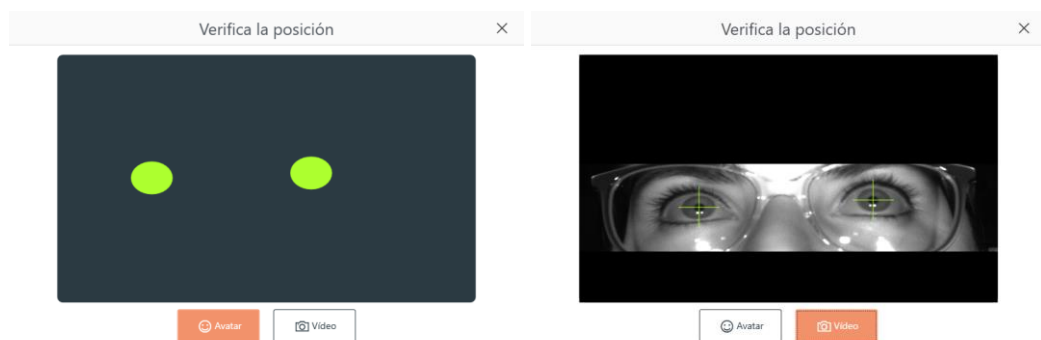 Verifica la posición
Avatar
Vídeo
Verifica la posición
Avatar
Vídeo